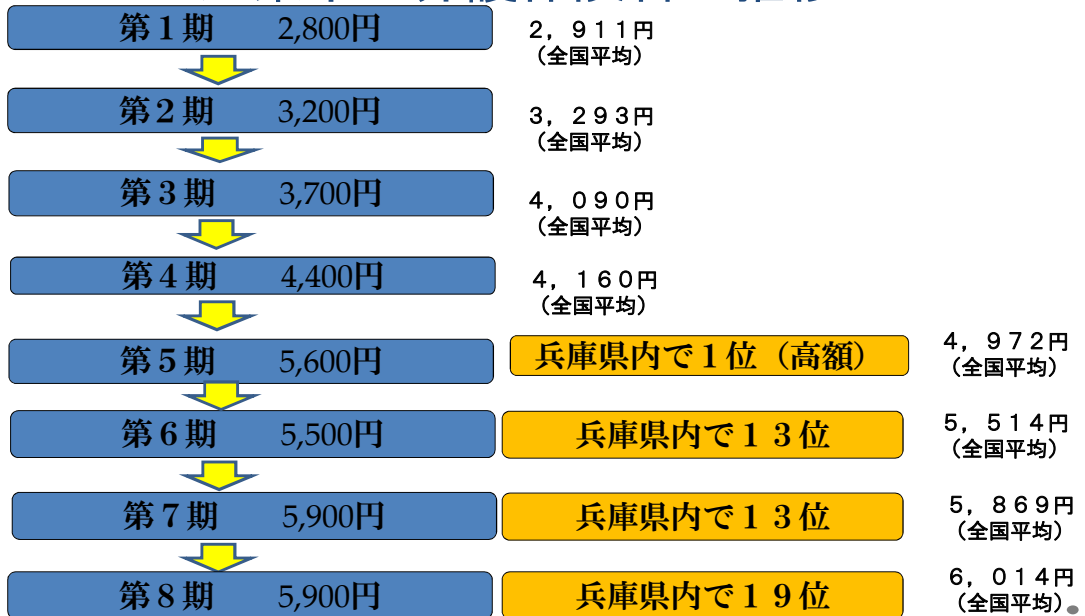 第１期 2,800円
２，９１１円
（全国平均）
第２期 3,200円
３，２９３円
（全国平均）
第３期 3,700円
４，０９０円
（全国平均）
第４期 4,400円
４，１６０円
（全国平均）
第５期 5,600円
兵庫県内で１位（高額）
４，９７２円
（全国平均）
第６期 5,500円
兵庫県内で１３位
５，５１４円
（全国平均）
第７期 5,900円
兵庫県内で１３位
５，８６９円
（全国平均）
第８期 5,900円
兵庫県内で１９位
６，０１４円
（全国平均）